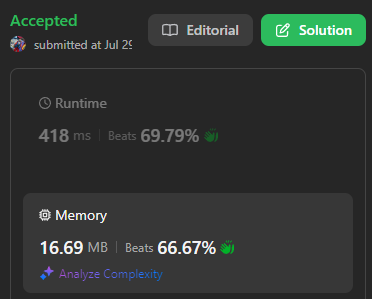 Accepted
submitted at Jul 29
Editorial
Solution
Runtime
418 ms | Beats 69.79%
Memory
16.69 MB | Beats 66.67%
Analyze Complexity